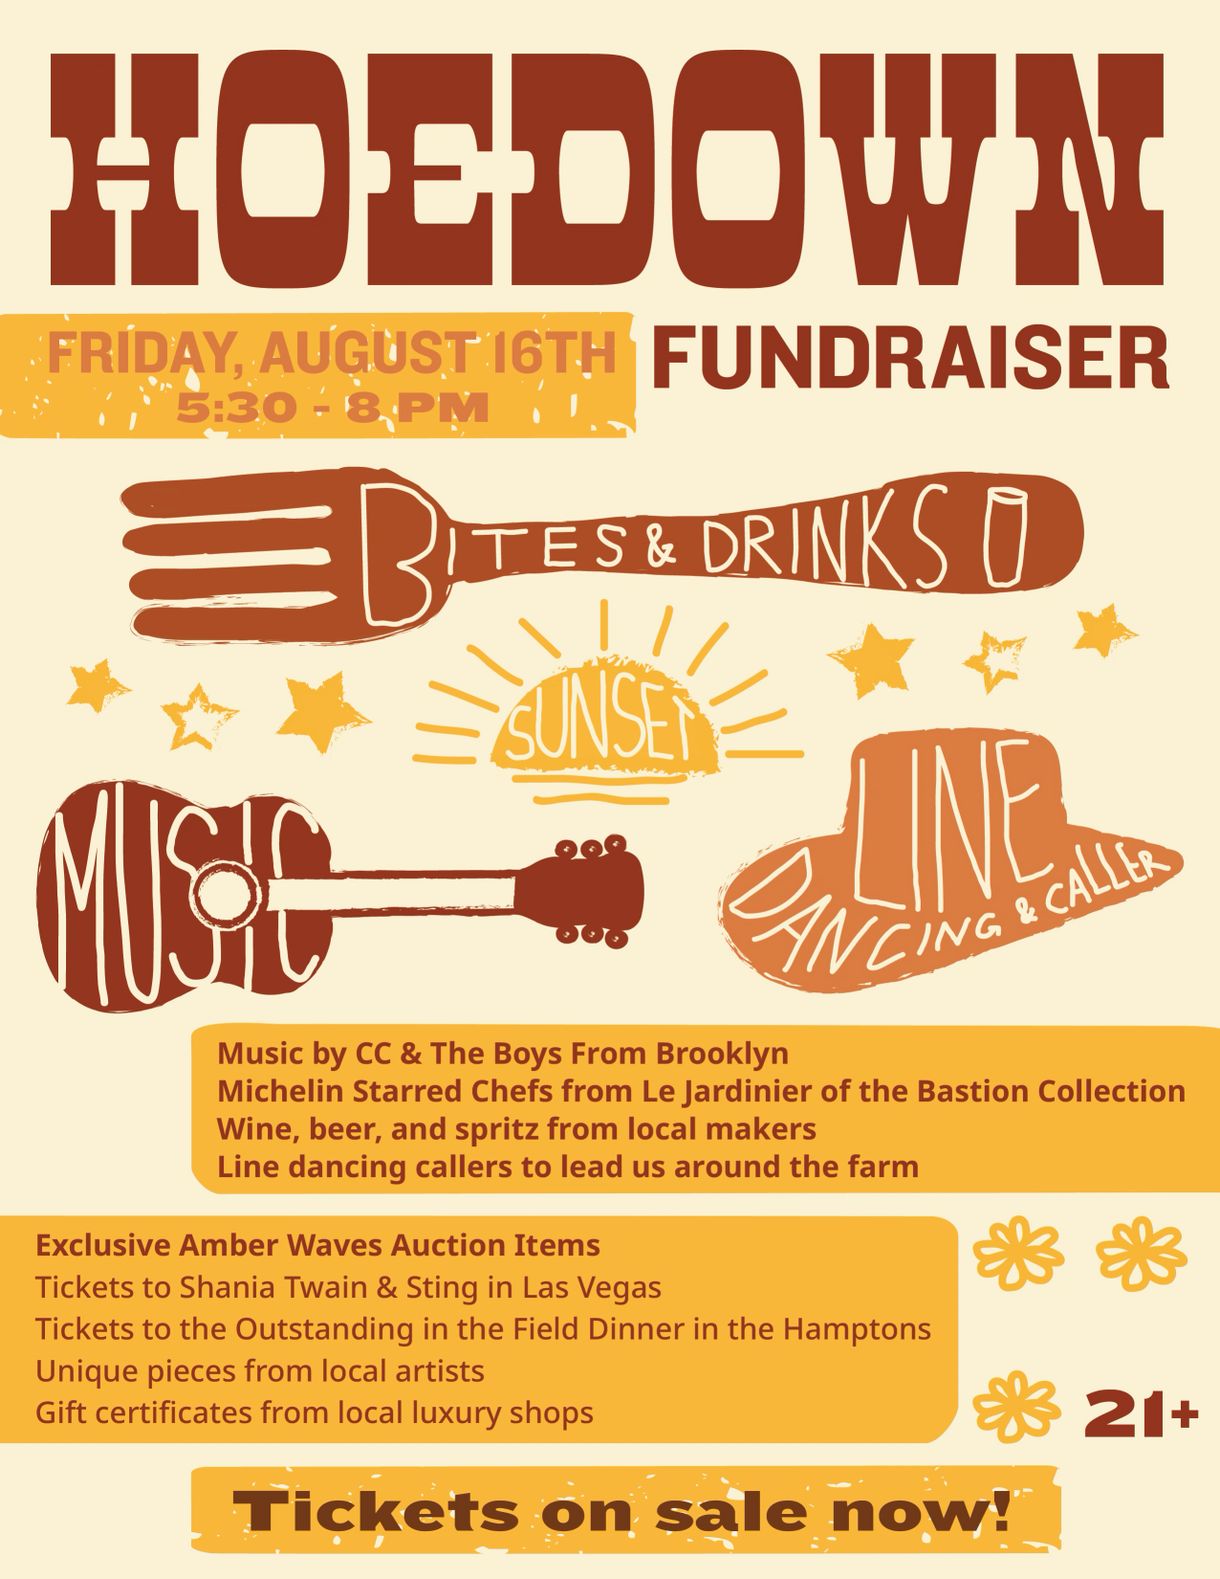 HOEDOWN
FRIDAY, AUGUST 16TH
5:30 - 8 PM
FUNDRAISER
BITES & DRINKS
SUNSET
MUSIC
LINE
DANCING & CALLER
Music by CC & The Boys From Brooklyn
Michelin Starred Chefs from Le Jardinier of the Bastion Collection
Wine, beer, and spritz from local makers
Line dancing callers to lead us around the farm
Exclusive Amber Waves Auction Items
Tickets to Shania Twain & Sting in Las Vegas
Tickets to the Outstanding in the Field Dinner in the Hamptons
Unique pieces from local artists
Gift certificates from local luxury shops
21+
Tickets on sale now!